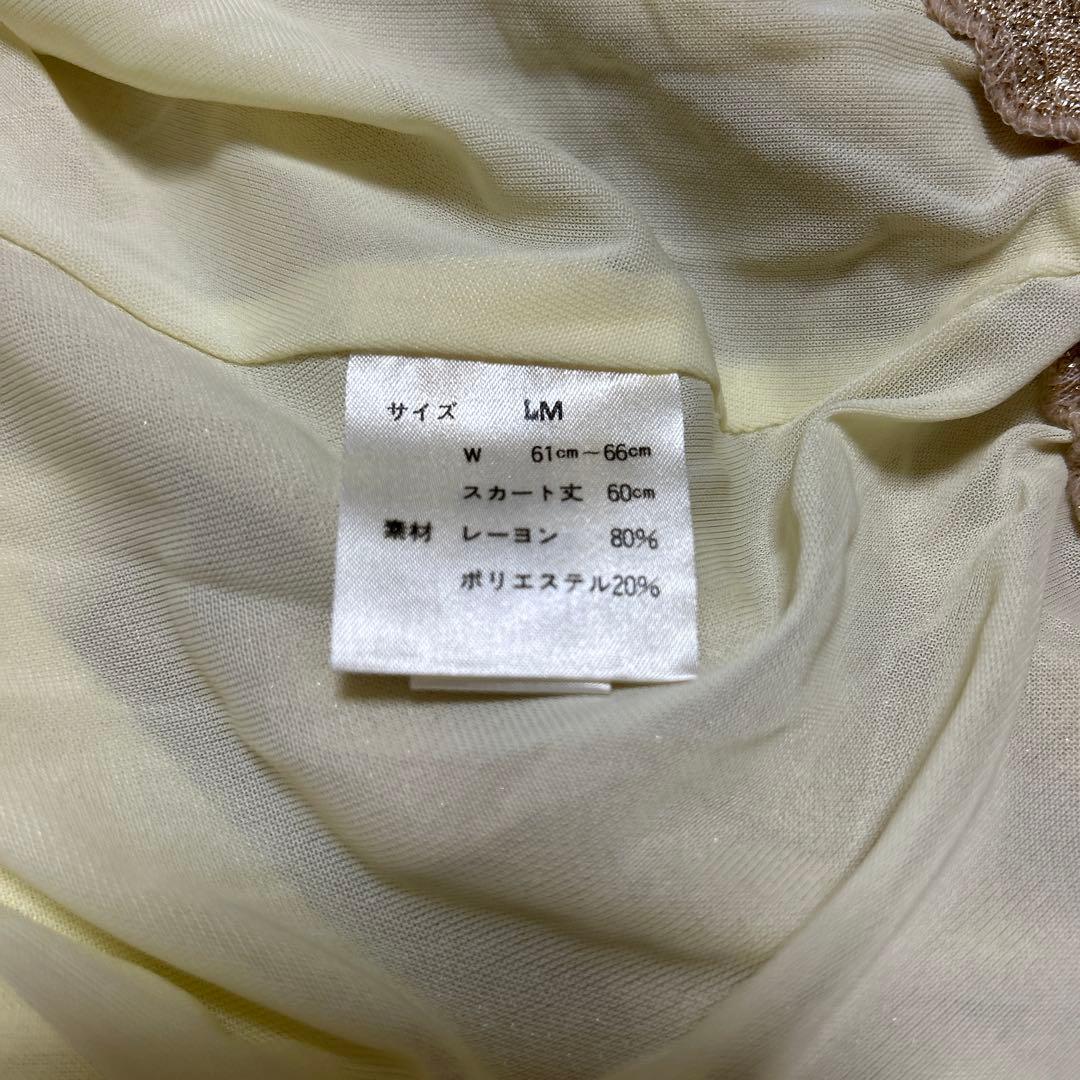 サイズ LM
W 61cm～66cm
スカート丈 60cm
素材 レーヨン 80%
ポリエステル20%